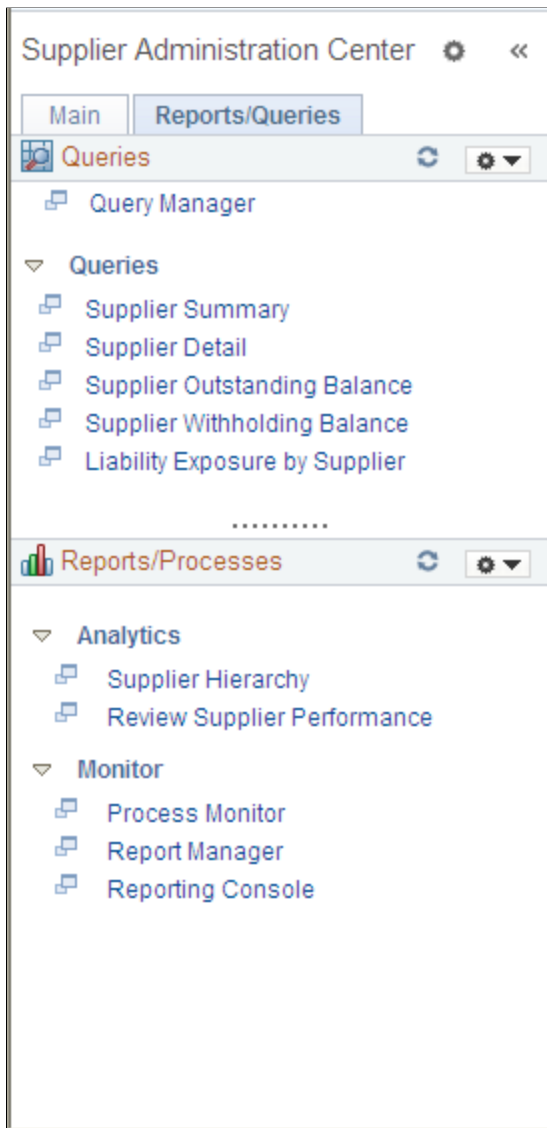 Supplier Administration Center
Main Reports/Queries
Queries
Query Manager
Queries
Supplier Summary
Supplier Detail
Supplier Outstanding Balance
Supplier Withholding Balance
Liability Exposure by Supplier
Reports/Processes
Analytics
Supplier Hierarchy
Review Supplier Performance
Monitor
Process Monitor
Report Manager
Reporting Console